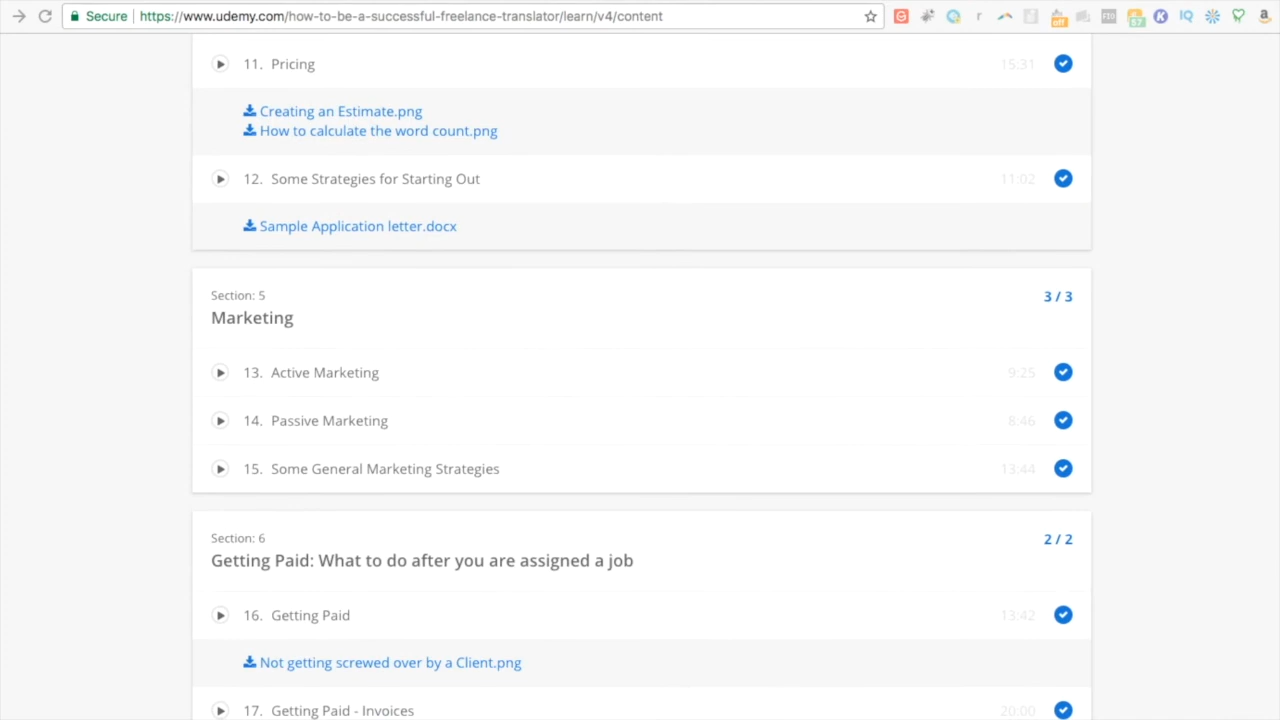 Secure https://www.udemy.com/how-to-be-a-successful-freelance-translator/learn/v4/content
off
FIO
57
K
IQ
a
r
11. Pricing 15:31
Creating an Estimate.png
How to calculate the word count.png
12. Some Strategies for Starting Out 11:02
Sample Application letter.docx
Section: 5
3 / 3
Marketing
13. Active Marketing 9:25
14. Passive Marketing 8:46
15. Some General Marketing Strategies 13:44
Section: 6
2 / 2
Getting Paid: What to do after you are assigned a job
16. Getting Paid 13:42
Not getting screwed over by a Client.png
17. Getting Paid - Invoices 20:00